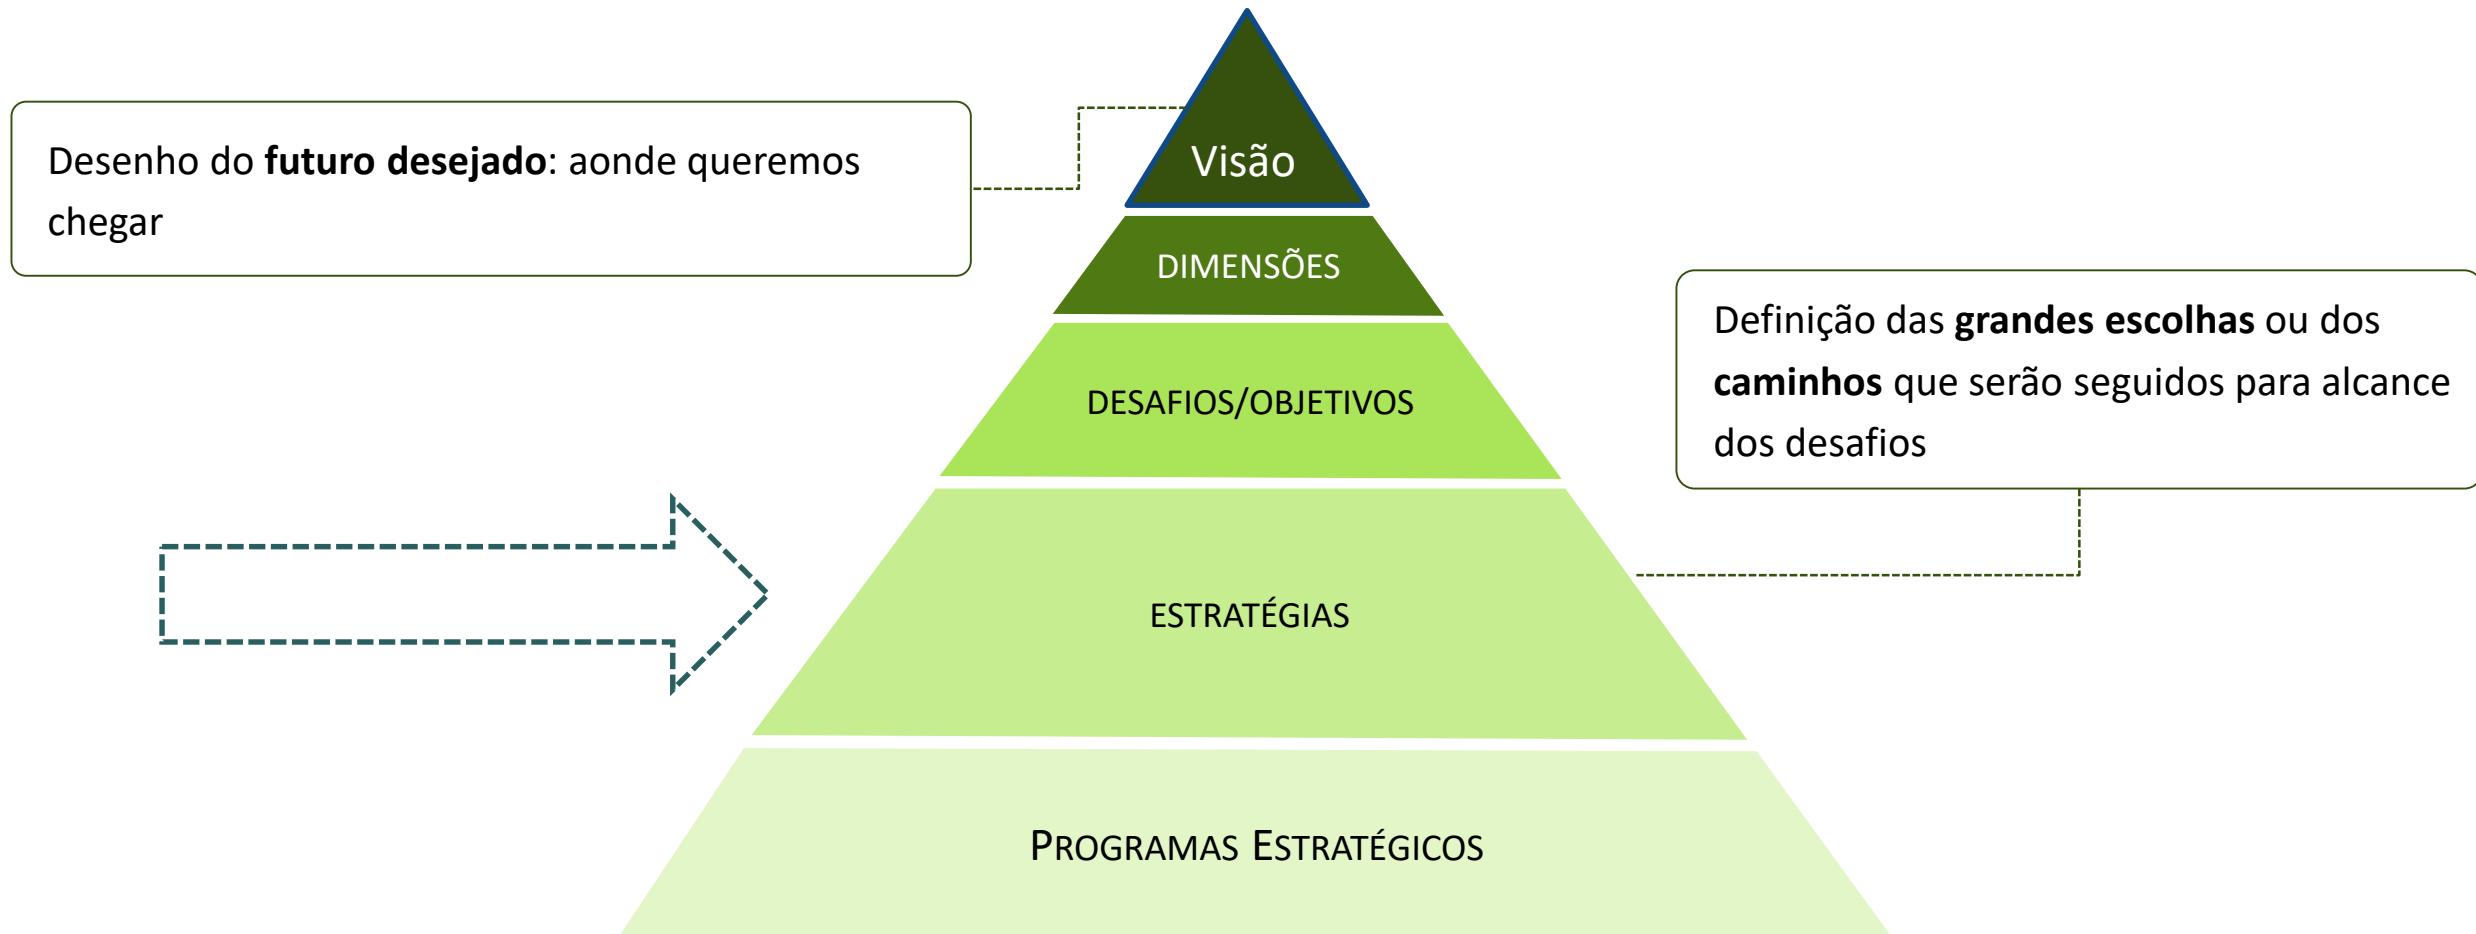 Visão
Desenho do futuro desejado: aonde queremos
chegar
DIMENSÕES
Definição das grandes escolhas ou dos
caminhos que serão seguidos para alcance
dos desafios
DESAFIOS/OBJETIVOS
ESTRATÉGIAS
PROGRAMAS ESTRATÉGICOS